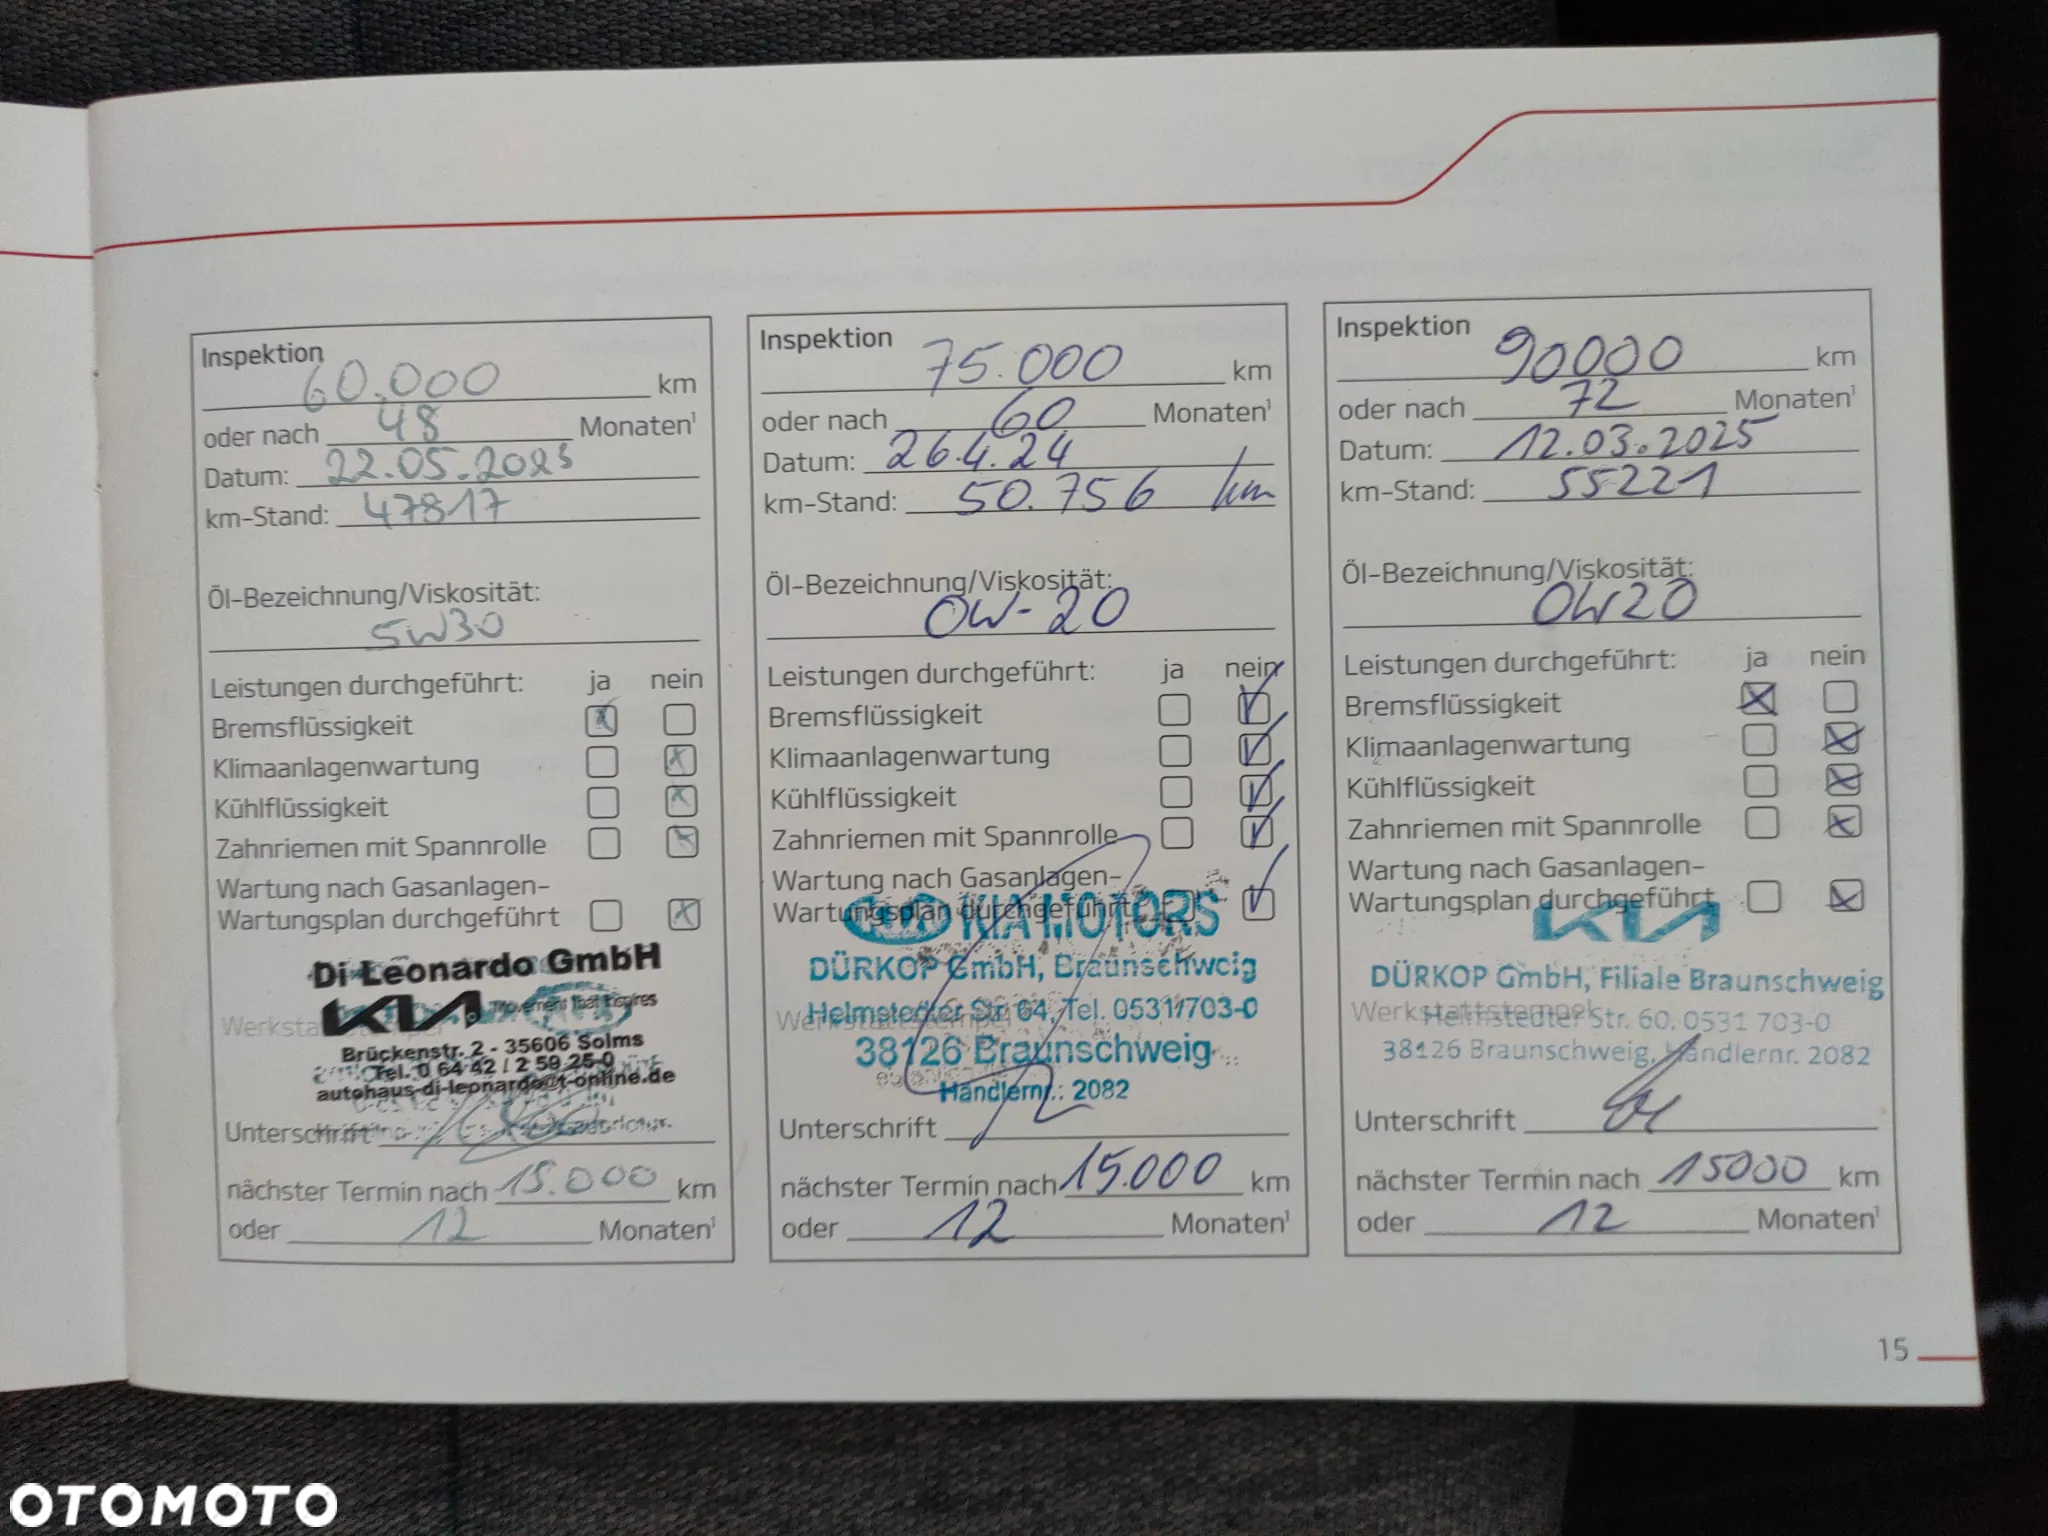 Inspektion
60.000 km
oder nach 48 Monaten¹
Datum: 22.05.2023
km-Stand: 47817
Öl-Bezeichnung/Viskosität:
5W30
Leistungen durchgeführt: ja nein
Bremsflüssigkeit
Klimaanlagenwartung
Kühlflüssigkeit
Zahnriemen mit Spannrolle
Wartung nach Gasanlagen-
Wartungsplan durchgeführt
Di Leonardo GmbH
KIA Movement that inspires
Werkstattstempel
Brückenstr. 2 - 35606 Solms
Tel. 0 64 42 / 2 59 25-0
autohaus-di-leonardo@t-online.de
Unterschrift
nächster Termin nach 15.000 km
oder 12 Monaten¹
Inspektion
75.000 km
oder nach 60 Monaten¹
Datum: 26.4.24
km-Stand: 50.756 km
Öl-Bezeichnung/Viskosität:
0W-20
Leistungen durchgeführt: ja nein
Bremsflüssigkeit
Klimaanlagenwartung
Kühlflüssigkeit
Zahnriemen mit Spannrolle
Wartung nach Gasanlagen-
Wartungsplan durchgeführt
KIA MOTORS
DÜRKOP GmbH, Braunschweig
Helmstedter Str. 64, Tel. 0531/703-0
Werkstattstempel
38126 Braunschweig
Händlernr.: 2082
Unterschrift
nächster Termin nach 15.000 km
oder 12 Monaten¹
Inspektion
90000 km
oder nach 72 Monaten¹
Datum: 12.03.2025
km-Stand: 55221
Öl-Bezeichnung/Viskosität:
0W20
Leistungen durchgeführt: ja nein
Bremsflüssigkeit
Klimaanlagenwartung
Kühlflüssigkeit
Zahnriemen mit Spannrolle
Wartung nach Gasanlagen-
Wartungsplan durchgeführt
KIA
DÜRKOP GmbH, Filiale Braunschweig
Werkstattstempel
Helmstedter Str. 60, 0531 703-0
38126 Braunschweig, Händlernr. 2082
Unterschrift
nächster Termin nach 15000 km
oder 12 Monaten¹
15
OTOMOTO